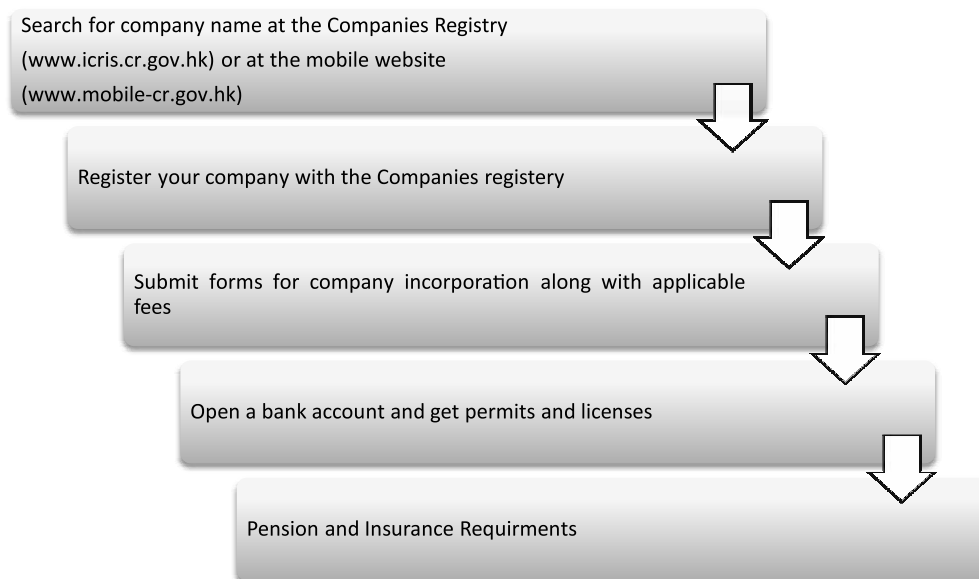 Search for company name at the Companies Registry
(www.icris.cr.gov.hk) or at the mobile website
(www.mobile-cr.gov.hk)
Register your company with the Companies registery
Submit forms for company incorporation along with applicable
fees
Open a bank account and get permits and licenses
Pension and Insurance Requirments